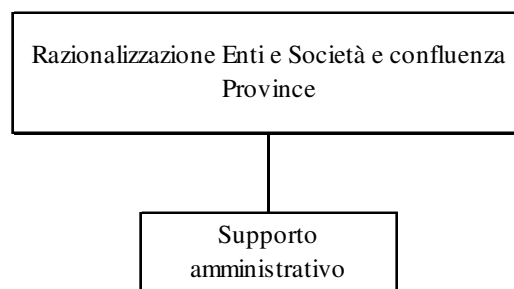 Razionalizzazione Enti e Società e confluenza
Province
Supporto
amministrativo